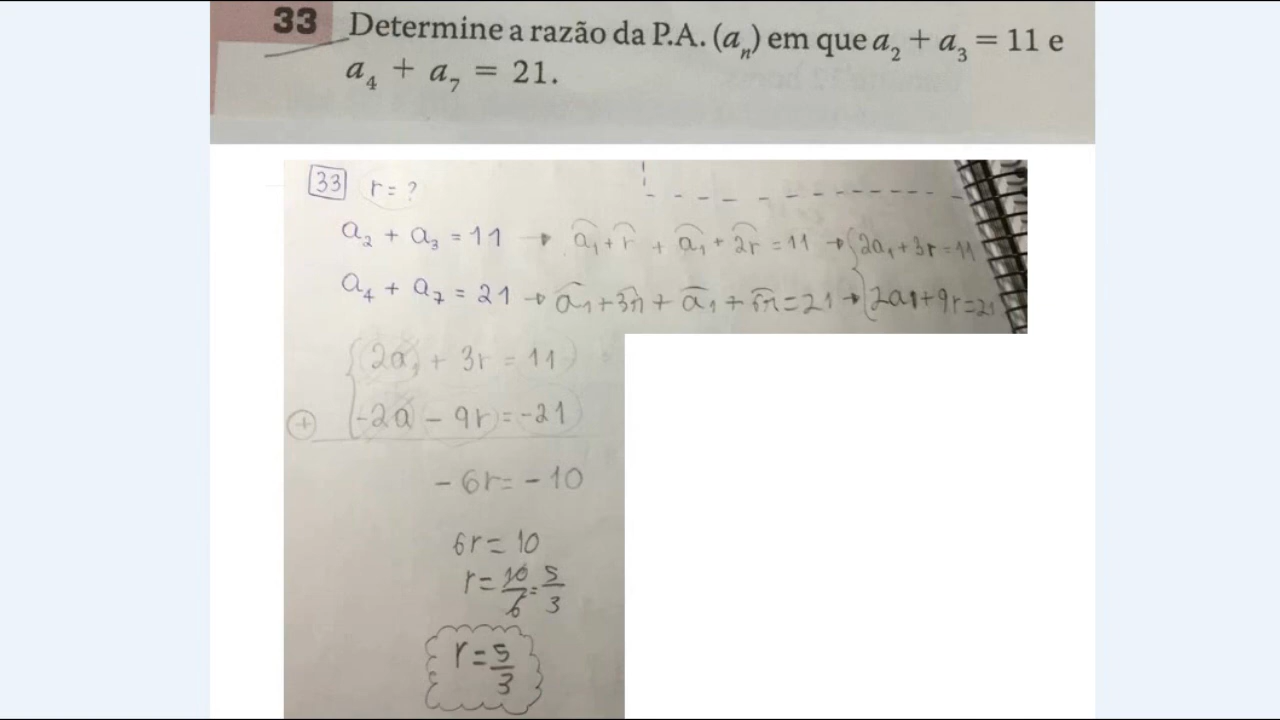 33 Determine a razão da P.A. (aₙ) em que a₂ + a₃ = 11 e
a₄ + a₇ = 21.
33 r = ?
a₂ + a₃ = 11 → a₁ + r + a₁ + 2r = 11 → { 2a₁ + 3r = 11
a₄ + a₇ = 21 → a₁ + 3r + a₁ + 6r = 21 → { 2a₁ + 9r = 21
{ 2a₁ + 3r = 11
+ { -2a - 9r = -21
- 6r = - 10
6r = 10
r = 10/6 = 5/3
r = 5/3